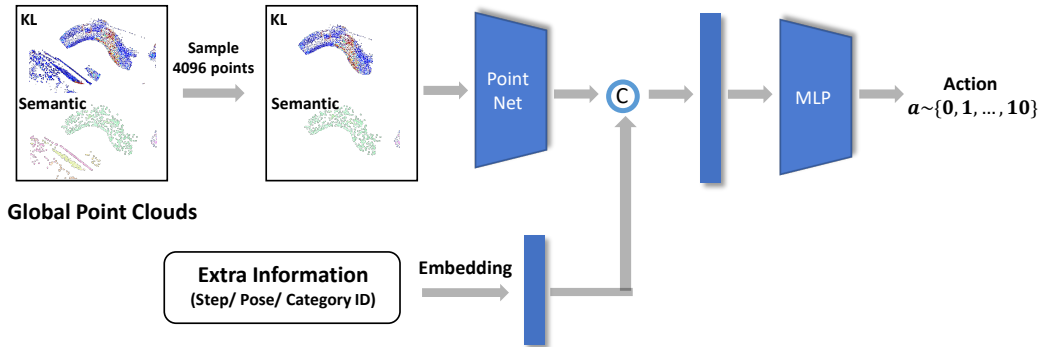 KL
Semantic
Sample
4096 points
KL
Semantic
Point
Net
C
MLP
Action
a~{0, 1, … , 10}
Global Point Clouds
Extra Information
(Step/ Pose/ Category ID)
Embedding